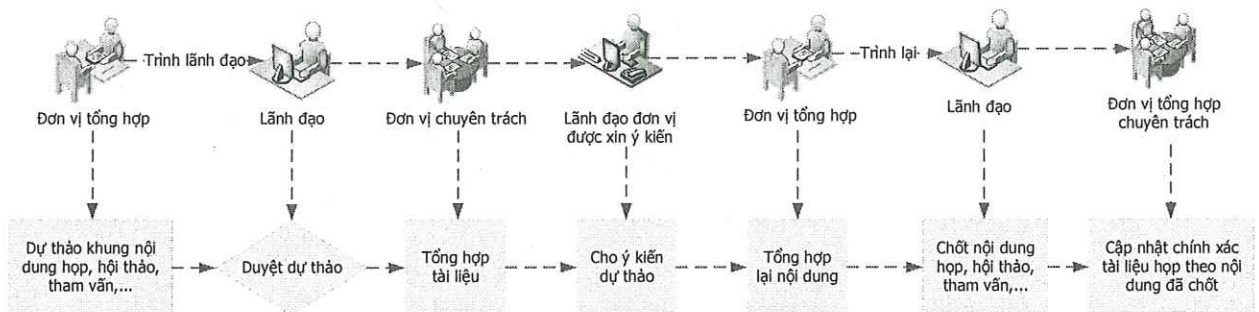 Trình lãnh đạo
Trình lại
Đơn vị tổng hợp
Lãnh đạo
Đơn vị chuyên trách
Lãnh đạo đơn vị
được xin ý kiến
Đơn vị tổng hợp
Lãnh đạo
Đơn vị tổng hợp
chuyên trách
Dự thảo khung nội
dung họp, hội thảo,
tham vấn,...
Duyệt dự thảo
Tổng hợp
tài liệu
Cho ý kiến
dự thảo
Tổng hợp
lại nội dung
Chốt nội dung
họp, hội thảo,
tham vấn,...
Cập nhật chính xác
tài liệu họp theo nội
dung đã chốt